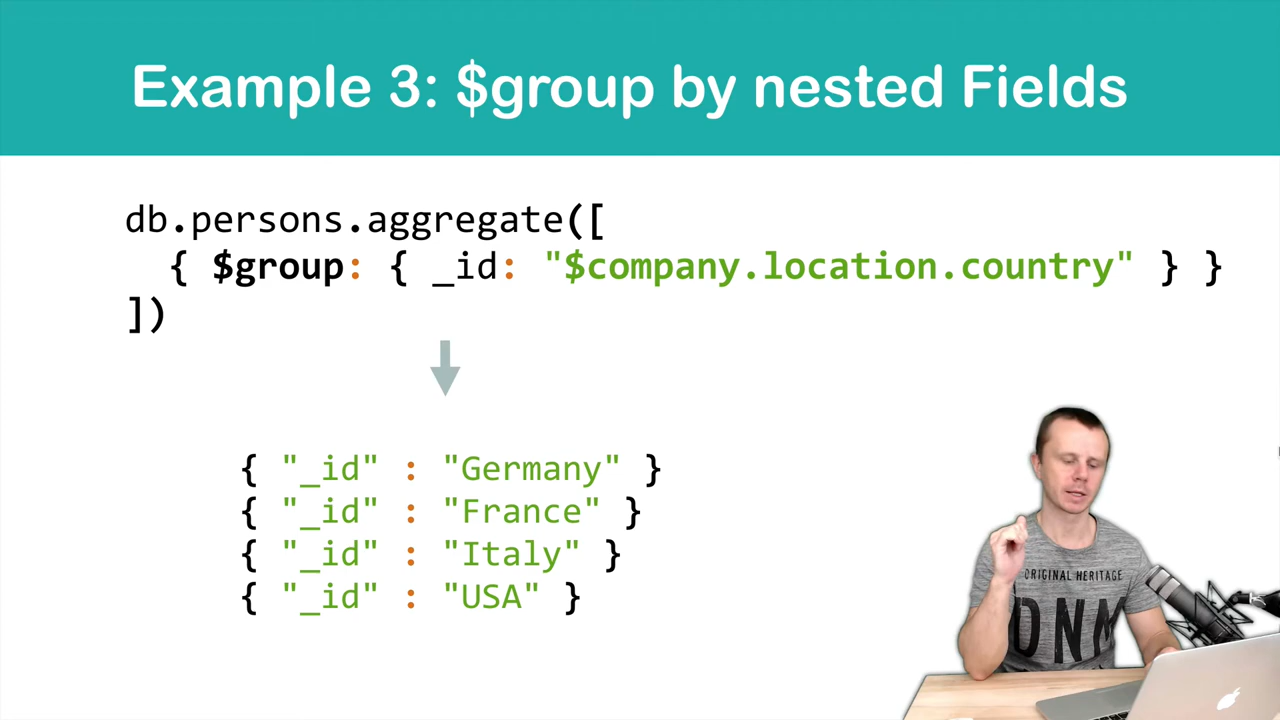 Example 3: $group by nested Fields
db.persons.aggregate([
{ $group: { _id: "$company.location.country" } }
])
{ "_id" : "Germany" }
{ "_id" : "France" }
{ "_id" : "Italy" }
{ "_id" : "USA" }
ORIGINAL HERITAGE
DNM